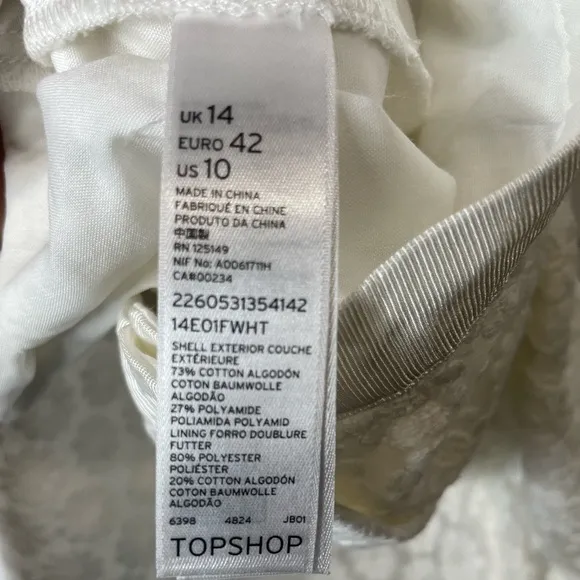 UK 14
EURO 42
US 10
MADE IN CHINA
FABRIQUÉ EN CHINE
PRODUTO DA CHINA
中国製
RN 125149
NIF No: A0061711H
CA#00234
2260531354142
14E01FWHT
SHELL EXTERIOR COUCHE
EXTÉRIEURE
73% COTTON ALGODÓN
COTON BAUMWOLLE
ALGODÃO
27% POLYAMIDE
POLIAMIDA POLYAMID
LINING FORRO DOUBLURE
FUTTER
80% POLYESTER
POLIÉSTER
20% COTTON ALGODÓN
COTON BAUMWOLLE
ALGODÃO
6398 4824 JB01
TOPSHOP